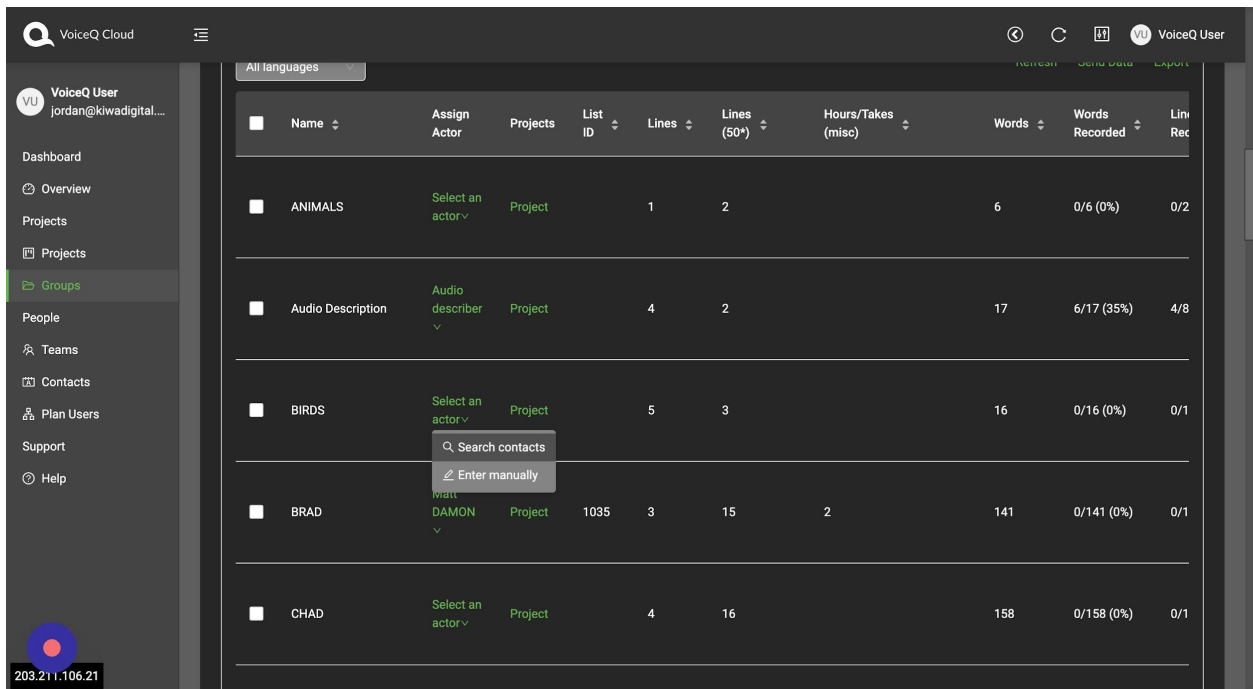 VoiceQ Cloud
VU VoiceQ User
VU
VoiceQ User
jordan@kiwadigital....
Dashboard
Overview
Projects
Projects
Groups
People
Teams
Contacts
Plan Users
Support
Help
203.211.106.21
All languages
Refresh Send Data Export
Name Assign Actor Projects List ID Lines Lines (50*) Hours/Takes (misc) Words Words Recorded
ANIMALS Select an actor Project 1 2 6 0/6 (0%) 0/2
Audio Description Audio describer Project 4 2 17 6/17 (35%) 4/8
BIRDS Select an actor Project 5 3 16 0/16 (0%) 0/1
Search contacts
Enter manually
BRAD Matt DAMON Project 1035 3 15 2 141 0/141 (0%) 0/1
CHAD Select an actor Project 4 16 158 0/158 (0%) 0/1